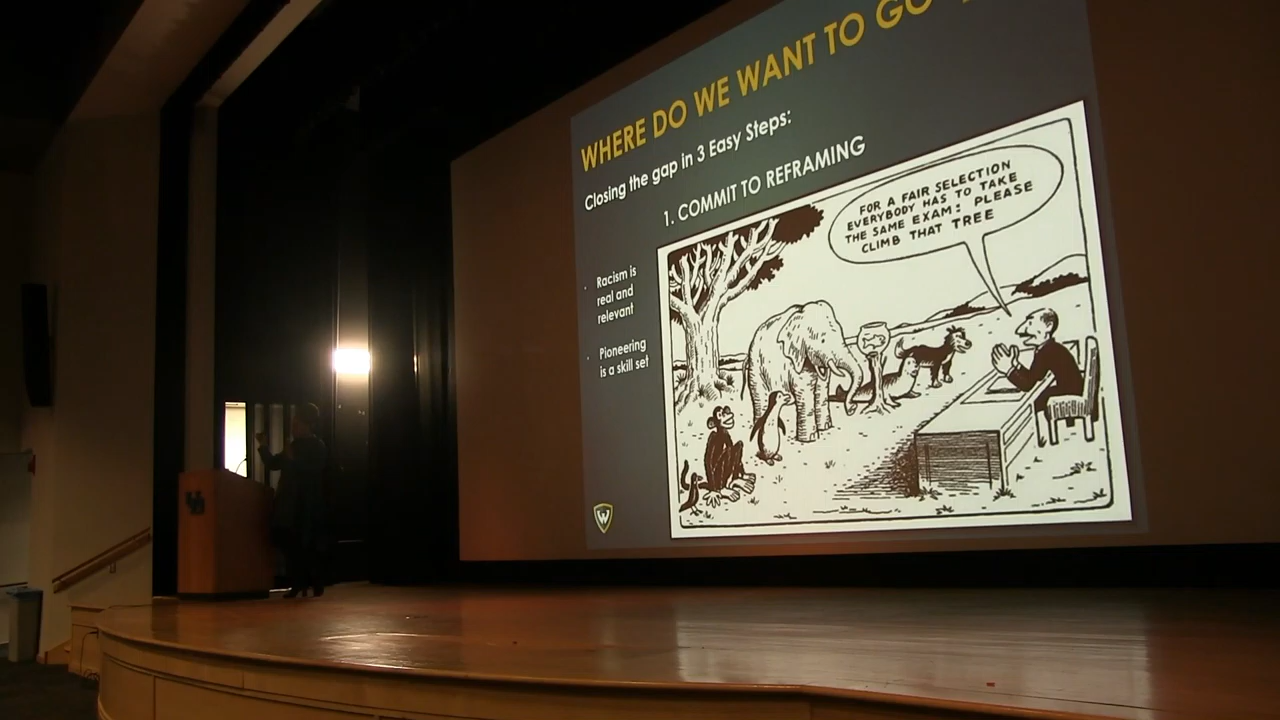 WHERE DO WE WANT TO GO
Closing the gap in 3 Easy Steps:
1. COMMIT TO REFRAMING
FOR A FAIR SELECTION
EVERYBODY HAS TO TAKE
THE SAME EXAM: PLEASE
CLIMB THAT TREE
· Racism is
real and
relevant
· Pioneering
is a skill set
W